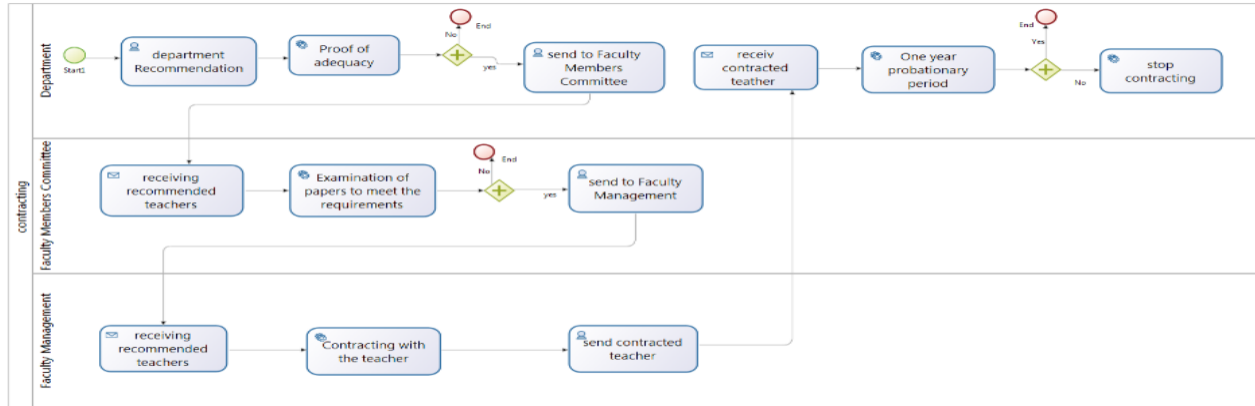 contracting
Department
Start1
department
Recommendation
Proof of
adequacy
No
End
yes
send to Faculty
Members
Committee
receiv
contracted
teather
One year
probationary
period
End
Yes
No
stop
contracting
Faculty Members Committee
receiving
recommended
teachers
Examination of
papers to meet the
requirements
No
End
yes
send to Faculty
Management
Faculty Management
receiving
recommended
teachers
Contracting with
the teacher
send contracted
teacher